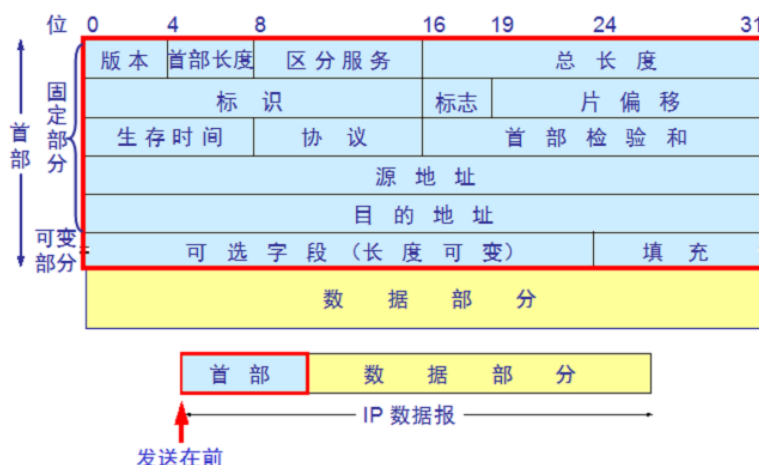 位 0 4 8 16 19 24 31
版本 首部长度 区分服务 总长度
标识 标志 片偏移
生存时间 协议 首部检验和
源地址
目的地址
可选字段（长度可变） 填充
首部
固定部分
可变部分
数据部分
首部 数据部分
IP 数据报
发送在前